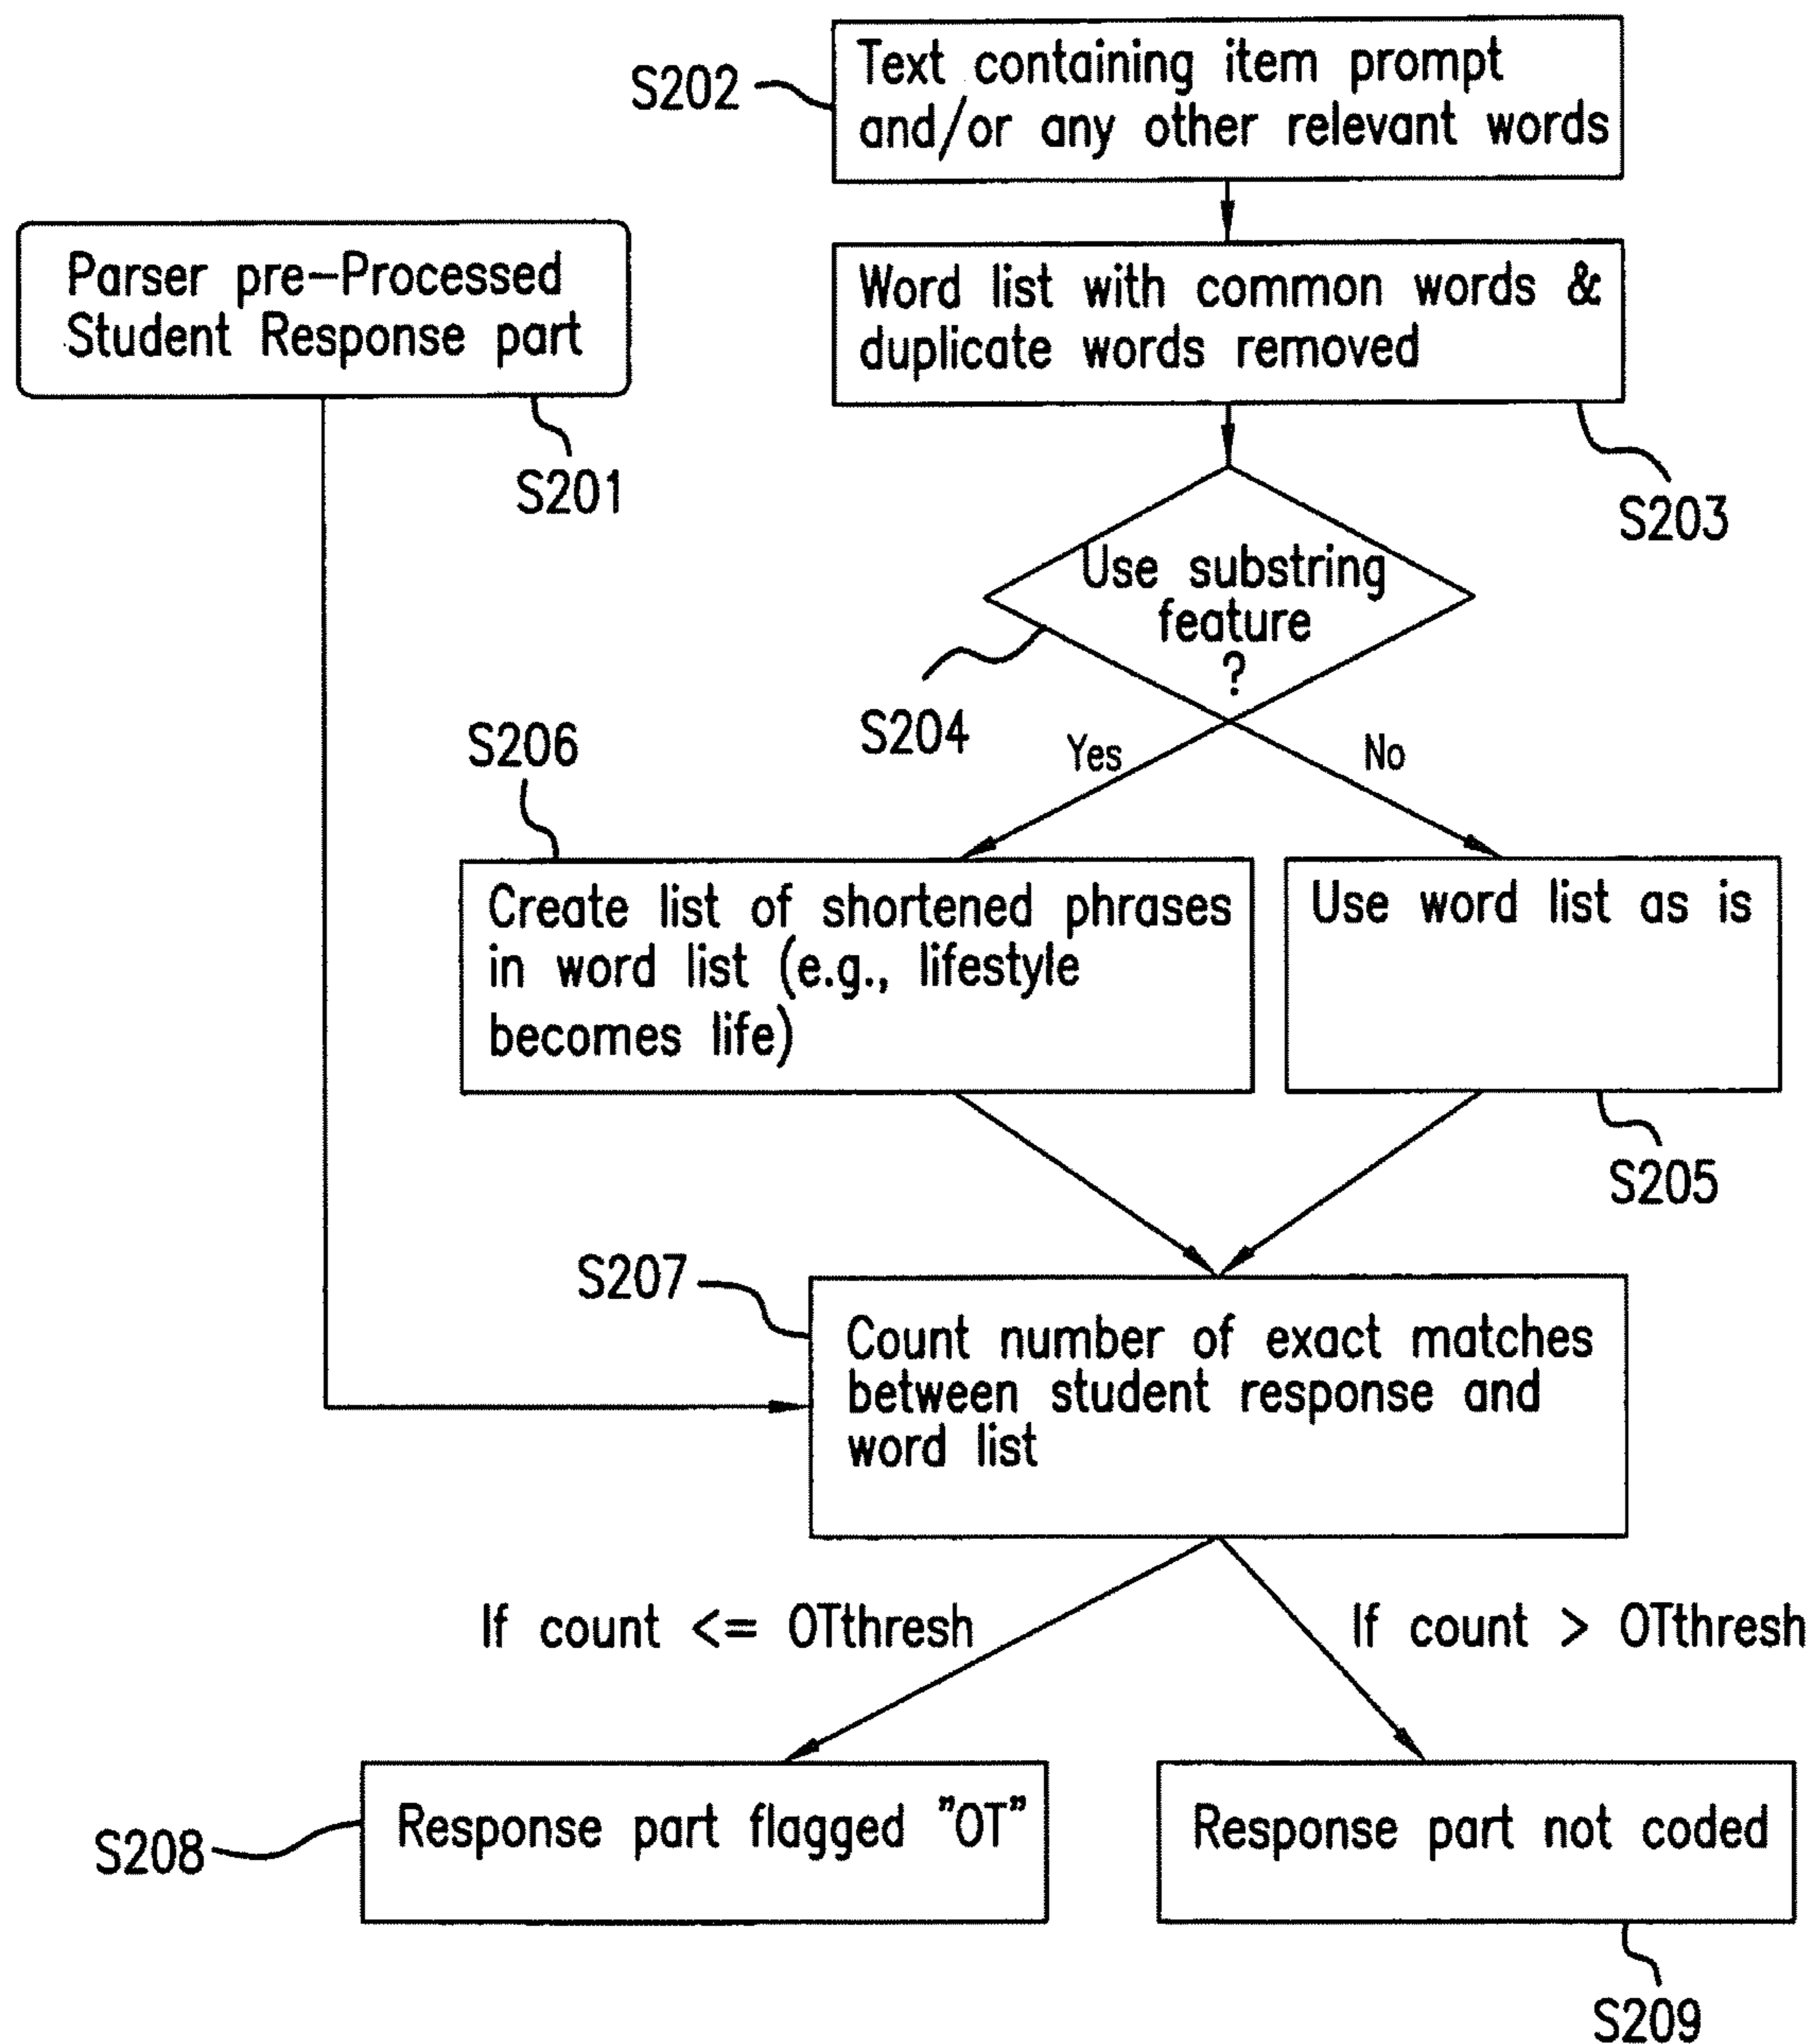 S202
Text containing item prompt
and/or any other relevant words
Parser pre-Processed
Student Response part
S201
Word list with common words &
duplicate words removed
S203
Use substring
feature
?
S204
Yes
No
S206
Create list of shortened phrases
in word list (e.g., lifestyle
becomes life)
Use word list as is
S205
S207
Count number of exact matches
between student response and
word list
If count <= OTthresh
If count > OTthresh
S208
Response part flagged "OT"
Response part not coded
S209